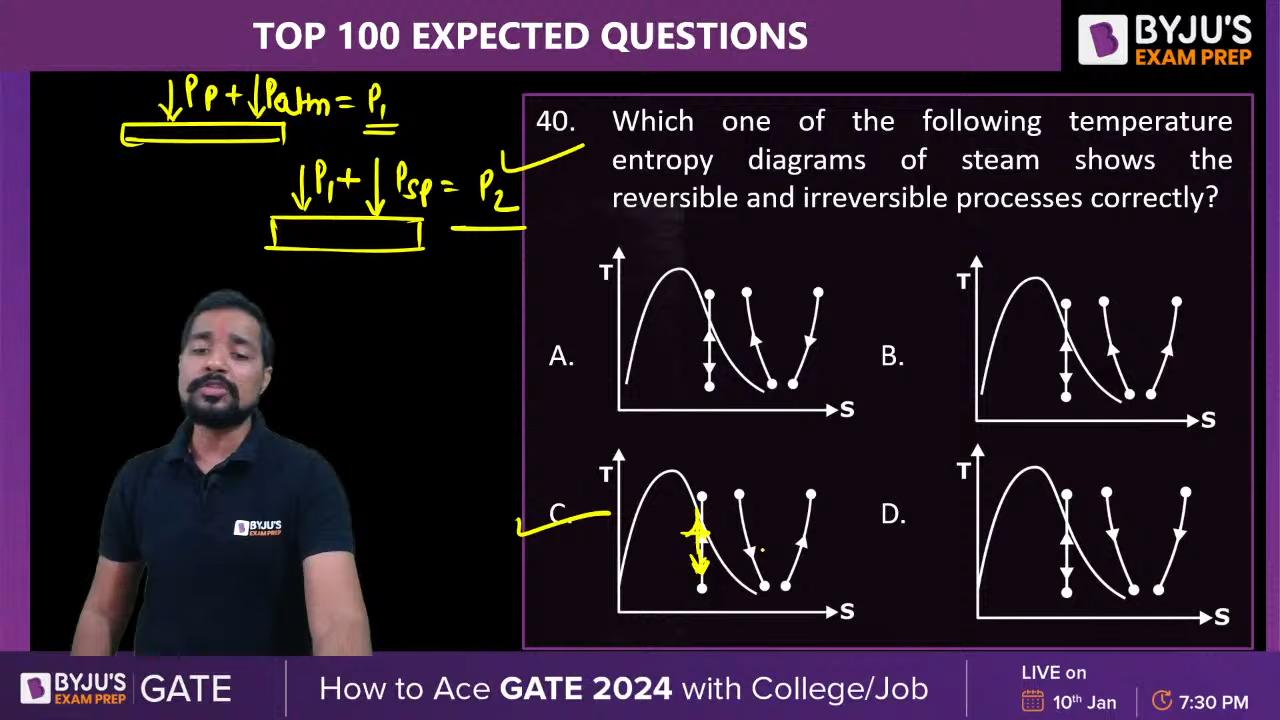 TOP 100 EXPECTED QUESTIONS
BYJU'S
EXAM PREP
↓Pp + ↓Patm = P1
↓P1 + ↓Psp = P2
40. Which one of the following temperature
entropy diagrams of steam shows the
reversible and irreversible processes correctly?
T
S
A.
T
S
B.
T
S
C.
T
S
D.
BYJU'S
EXAM PREP
BYJU'S
EXAM PREP
GATE
How to Ace GATE 2024 with College/Job
LIVE on
10th Jan
7:30 PM